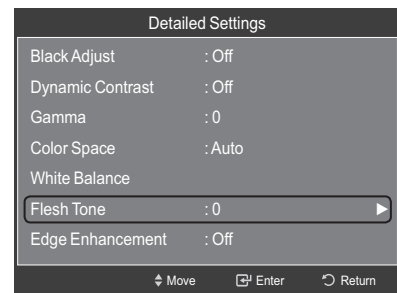 Detailed Settings
Black Adjust : Off
Dynamic Contrast : Off
Gamma : 0
Color Space : Auto
White Balance
Flesh Tone : 0 ►
Edge Enhancement : Off
Move Enter Return